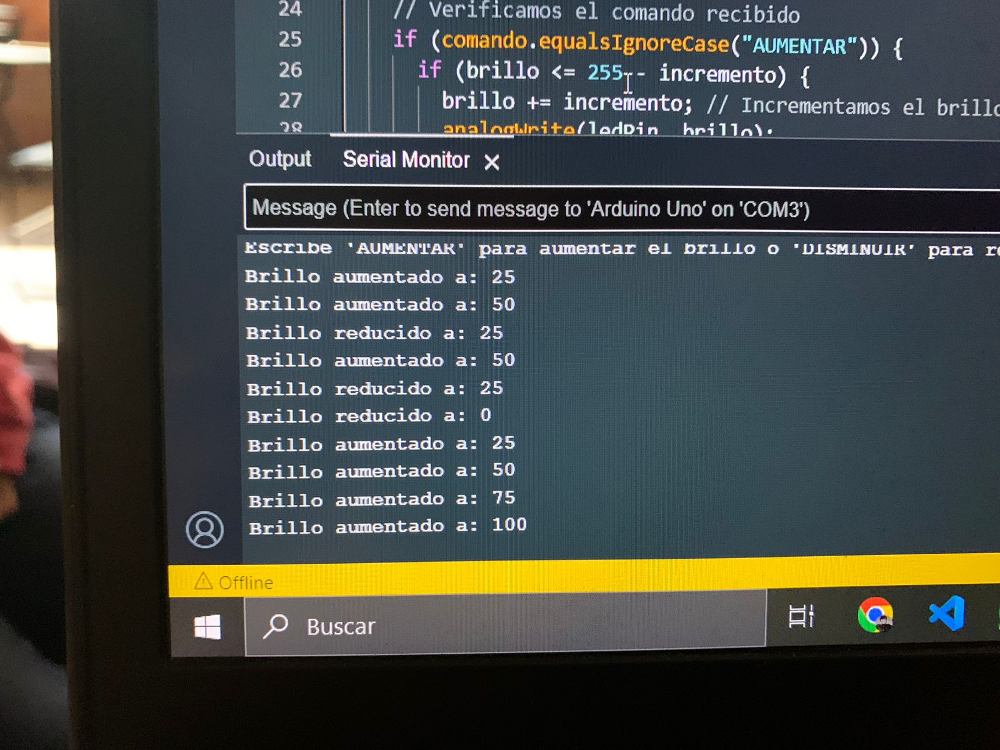 24 // Verificamos el comando recibido
25 if (comando.equalsIgnoreCase("AUMENTAR")) {
26 if (brillo <= 255 - incremento) {
27 brillo += incremento; // Incrementamos el brillo
28 analogWrite(ledPin, brillo);
Output Serial Monitor
Message (Enter to send message to 'Arduino Uno' on 'COM3')
Escribe 'AUMENTAR' para aumentar el brillo o 'DISMINUIR' para
Brillo aumentado a: 25
Brillo aumentado a: 50
Brillo reducido a: 25
Brillo aumentado a: 50
Brillo reducido a: 25
Brillo reducido a: 0
Brillo aumentado a: 25
Brillo aumentado a: 50
Brillo aumentado a: 75
Brillo aumentado a: 100
Offline
Buscar